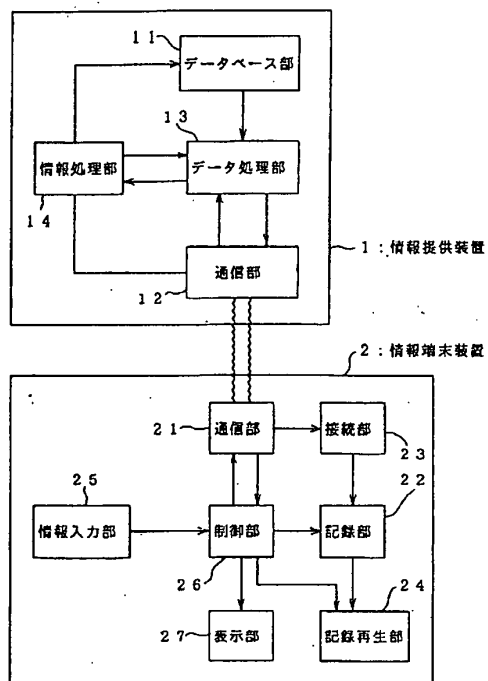 11
データベース部
13
データ処理部
情報処理部
14
通信部
12
1:情報提供装置
2:情報端末装置
通信部
21
接続部
23
25
情報入力部
制御部
26
記録部
22
24
27
表示部
記録再生部